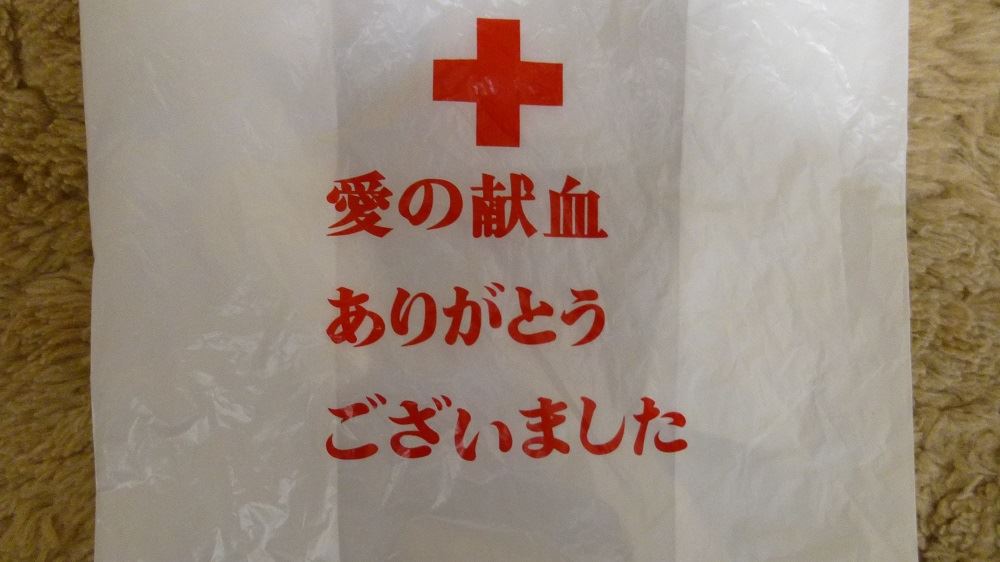 愛の献血
ありがとう
ございました